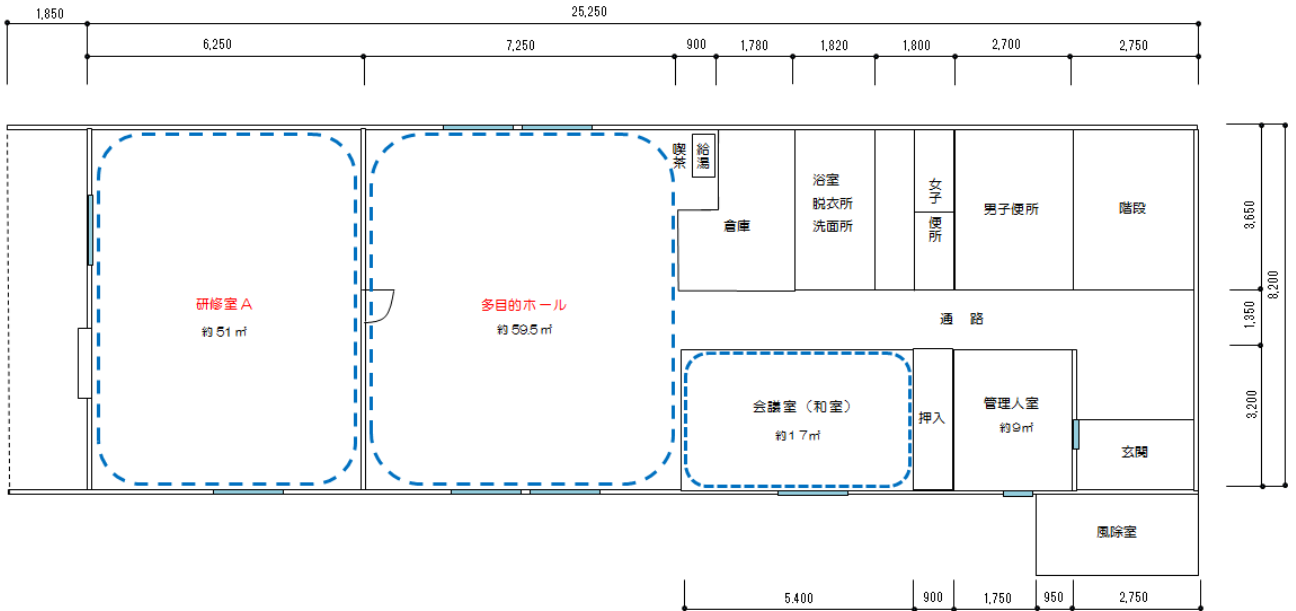 1,850
25,250
6,250
7,250
900
1,780
1,820
1,800
2,700
2,750
喫茶
給湯
倉庫
浴室
脱衣所
洗面所
女子
便所
男子便所
階段
3,650
8,200
1,350
3,200
研修室A
約51㎡
多目的ホール
約59.5㎡
通 路
会議室(和室)
約17㎡
押入
管理人室
約9㎡
玄関
風除室
5.400
900
1,750
950
2,750